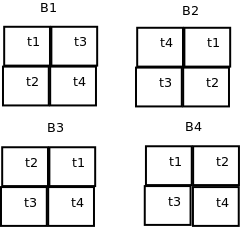 B1 B2
t1 t3 t4 t1
t2 t4 t3 t2
B3 B4
t2 t1 t1 t2
t3 t4 t3 t4